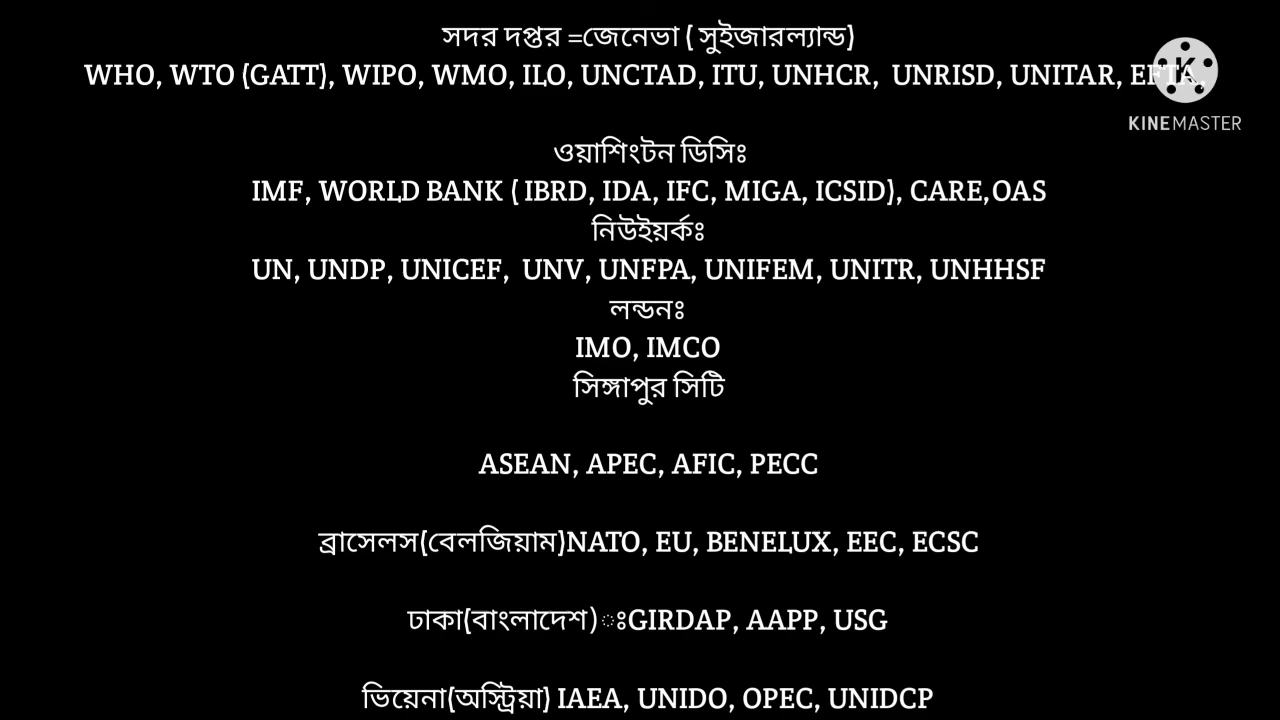 সদর দপ্তর =জেনেভা ( সুইজারল্যান্ড)
WHO, WTO (GATT), WIPO, WMO, ILO, UNCTAD, ITU, UNHCR, UNRISD, UNITAR, EFTA,
KINEMASTER
ওয়াশিংটন ডিসিঃ
IMF, WORLD BANK ( IBRD, IDA, IFC, MIGA, ICSID), CARE,OAS
নিউইয়র্কঃ
UN, UNDP, UNICEF, UNV, UNFPA, UNIFEM, UNITR, UNHHSF
লন্ডনঃ
IMO, IMCO
সিঙ্গাপুর সিটি
ASEAN, APEC, AFIC, PECC
ব্রাসেলস(বেলজিয়াম)NATO, EU, BENELUX, EEC, ECSC
ঢাকা(বাংলাদেশ)ঃGIRDAP, AAPP, USG
ভিয়েনা(অস্ট্রিয়া) IAEA, UNIDO, OPEC, UNIDCP